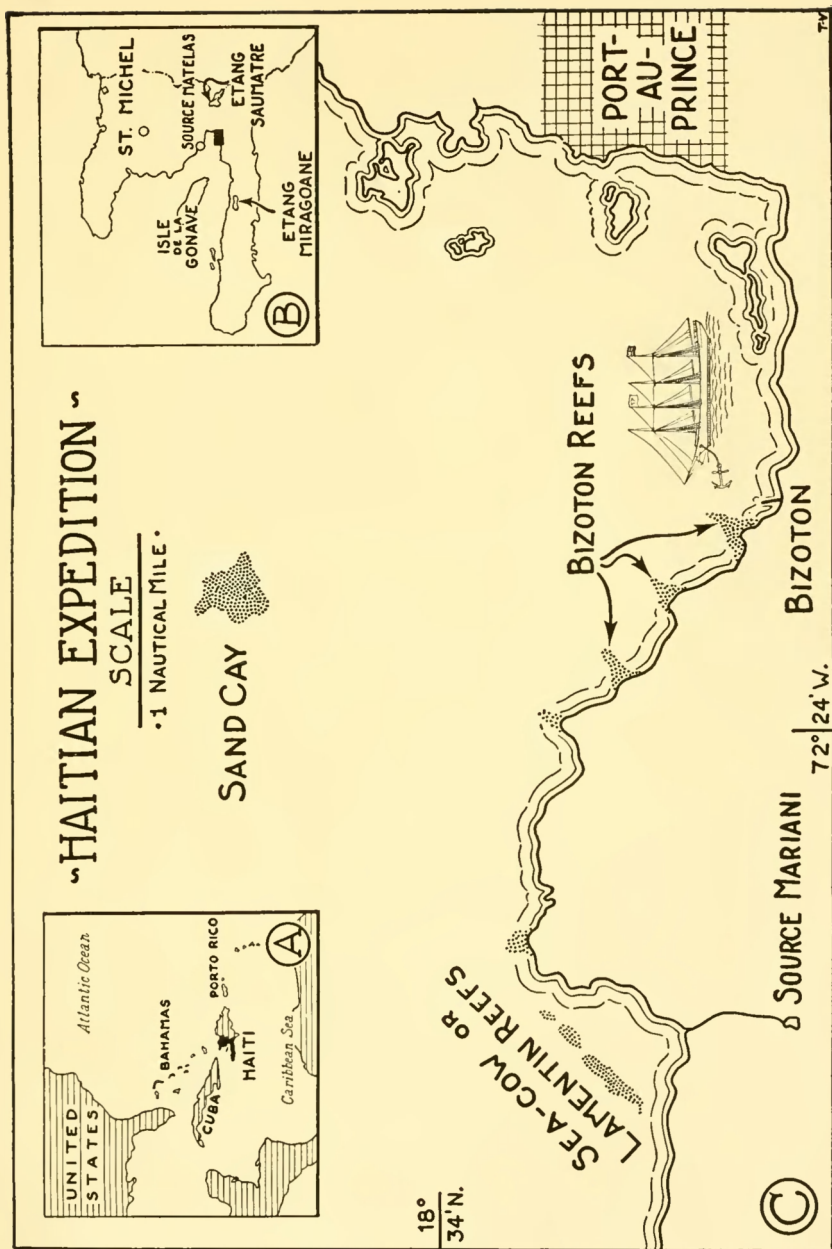 ~HAITIAN EXPEDITION~
SCALE
·1 NAUTICAL MILE·
UNITED
STATES
Atlantic Ocean
BAHAMAS
CUBA
PORTO RICO
HAITI
Caribbean Sea
A
ST. MICHEL
SOURCE MATELAS
ISLE
DE LA
GONAVE
ETANG
SAUMATRE
ETANG
MIRAGOANE
B
SAND CAY
PORT-
AU-
PRINCE
BIZOTON REEFS
BIZOTON
SEA-COW OR
LAMENTIN REEFS
SOURCE MARIANI
18°
34'N.
72° 24'W.
C